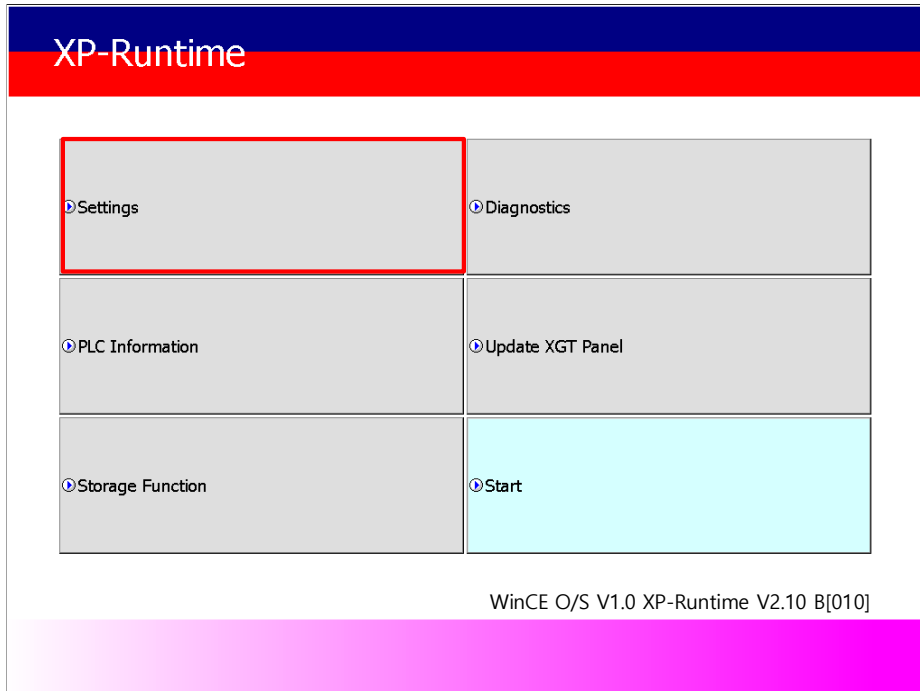 XP-Runtime
Settings
Diagnostics
PLC Information
Update XGT Panel
Storage Function
Start
WinCE O/S V1.0 XP-Runtime V2.10 B[010]